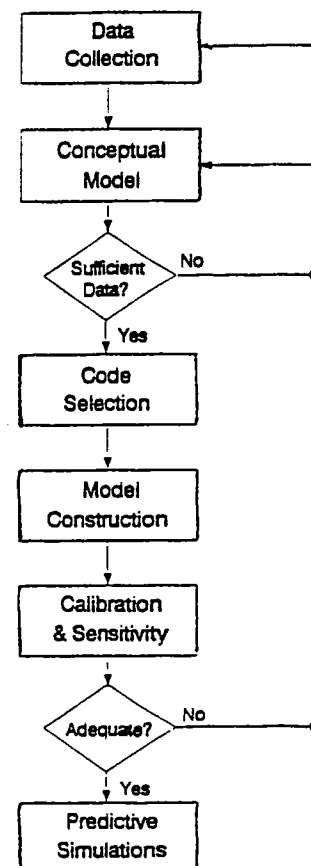 Data
Collection
Conceptual
Model
Sufficient
Data?
No
Yes
Code
Selection
Model
Construction
Calibration
& Sensitivity
Adequate?
No
Yes
Predictive
Simulations